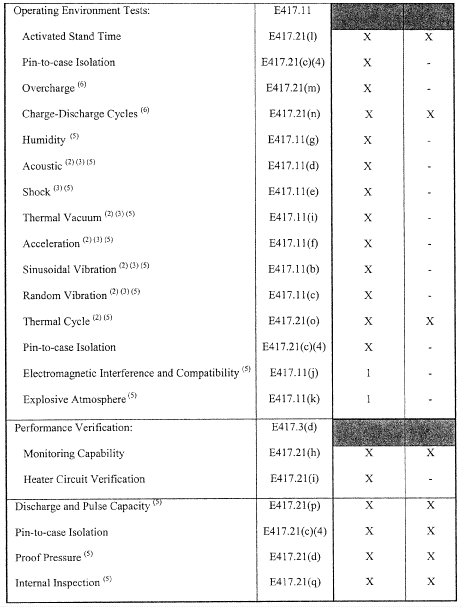 Operating Environment Tests: E417.11
Activated Stand Time E417.21(l) X X
Pin-to-case Isolation E417.21(c)(4) X -
Overcharge (6) E417.21(m) X -
Charge-Discharge Cycles (6) E417.21(n) X X
Humidity (5) E417.11(g) X -
Acoustic (2) (3) (5) E417.11(d) X -
Shock (3) (5) E417.11(e) X -
Thermal Vacuum (2) (3) (5) E417.11(i) X -
Acceleration (2) (3) (5) E417.11(f) X -
Sinusoidal Vibration (2) (3) (5) E417.11(b) X -
Random Vibration (2) (3) (5) E417.11(c) X -
Thermal Cycle (2) (5) E417.21(o) X X
Pin-to-case Isolation E417.21(c)(4) X -
Electromagnetic Interference and Compatibility (5) E417.11(j) 1 -
Explosive Atmosphere (5) E417.11(k) 1 -
Performance Verification: E417.3(d)
Monitoring Capability E417.21(h) X X
Heater Circuit Verification E417.21(i) X -
Discharge and Pulse Capacity (5) E417.21(p) X X
Pin-to-case Isolation E417.21(c)(4) X X
Proof Pressure (5) E417.21(d) X X
Internal Inspection (5) E417.21(q) X X